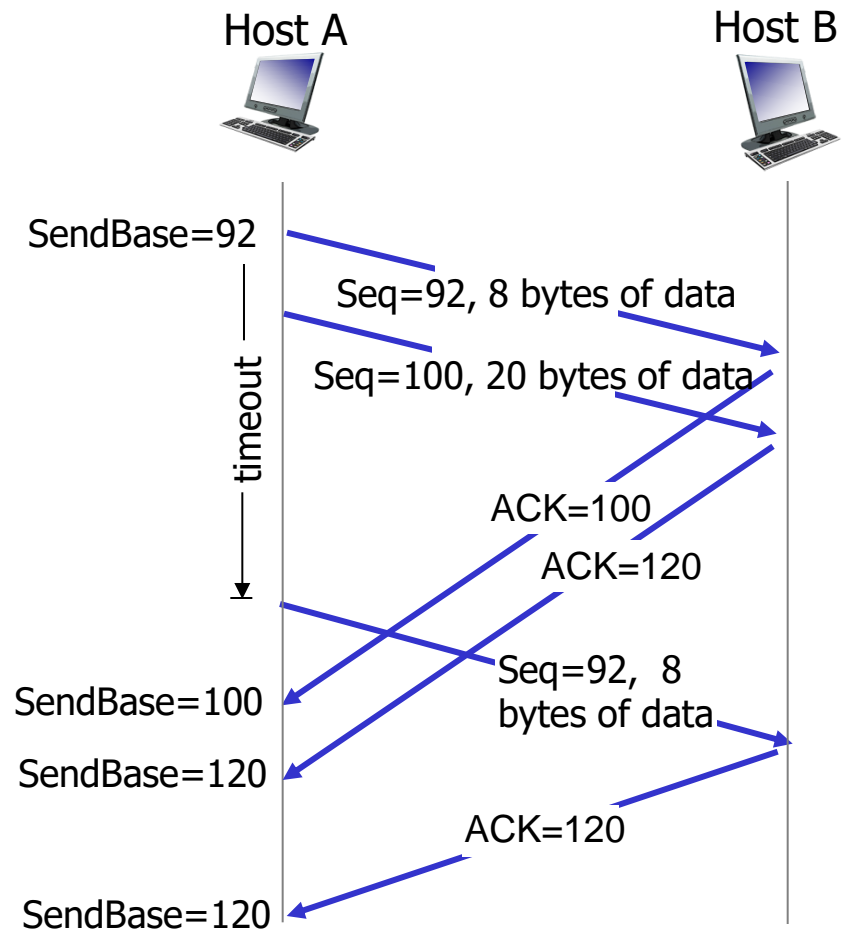 Host A
Host B
SendBase=92
Seq=92, 8 bytes of data
Seq=100, 20 bytes of data
timeout
ACK=100
ACK=120
Seq=92,  8
bytes of data
SendBase=100
SendBase=120
ACK=120
SendBase=120